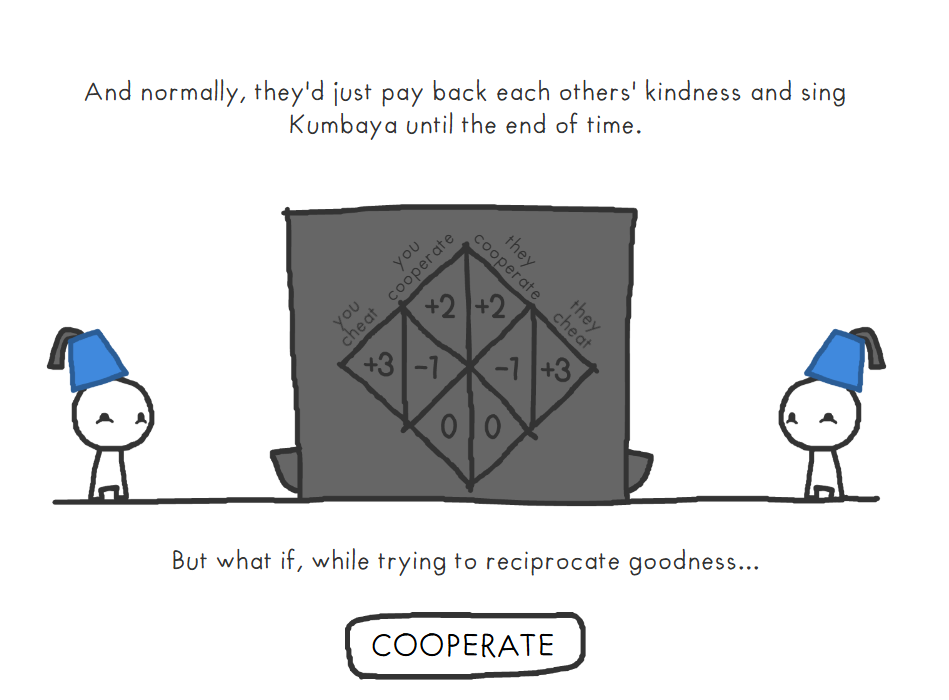 And normally, they'd just pay back each others' kindness and sing
Kumbaya until the end of time.
you
cooperate
they
cooperate
you
cheat
they
cheat
+2 +2
+3 -1 -1 +3
0 0
But what if, while trying to reciprocate goodness...
COOPERATE